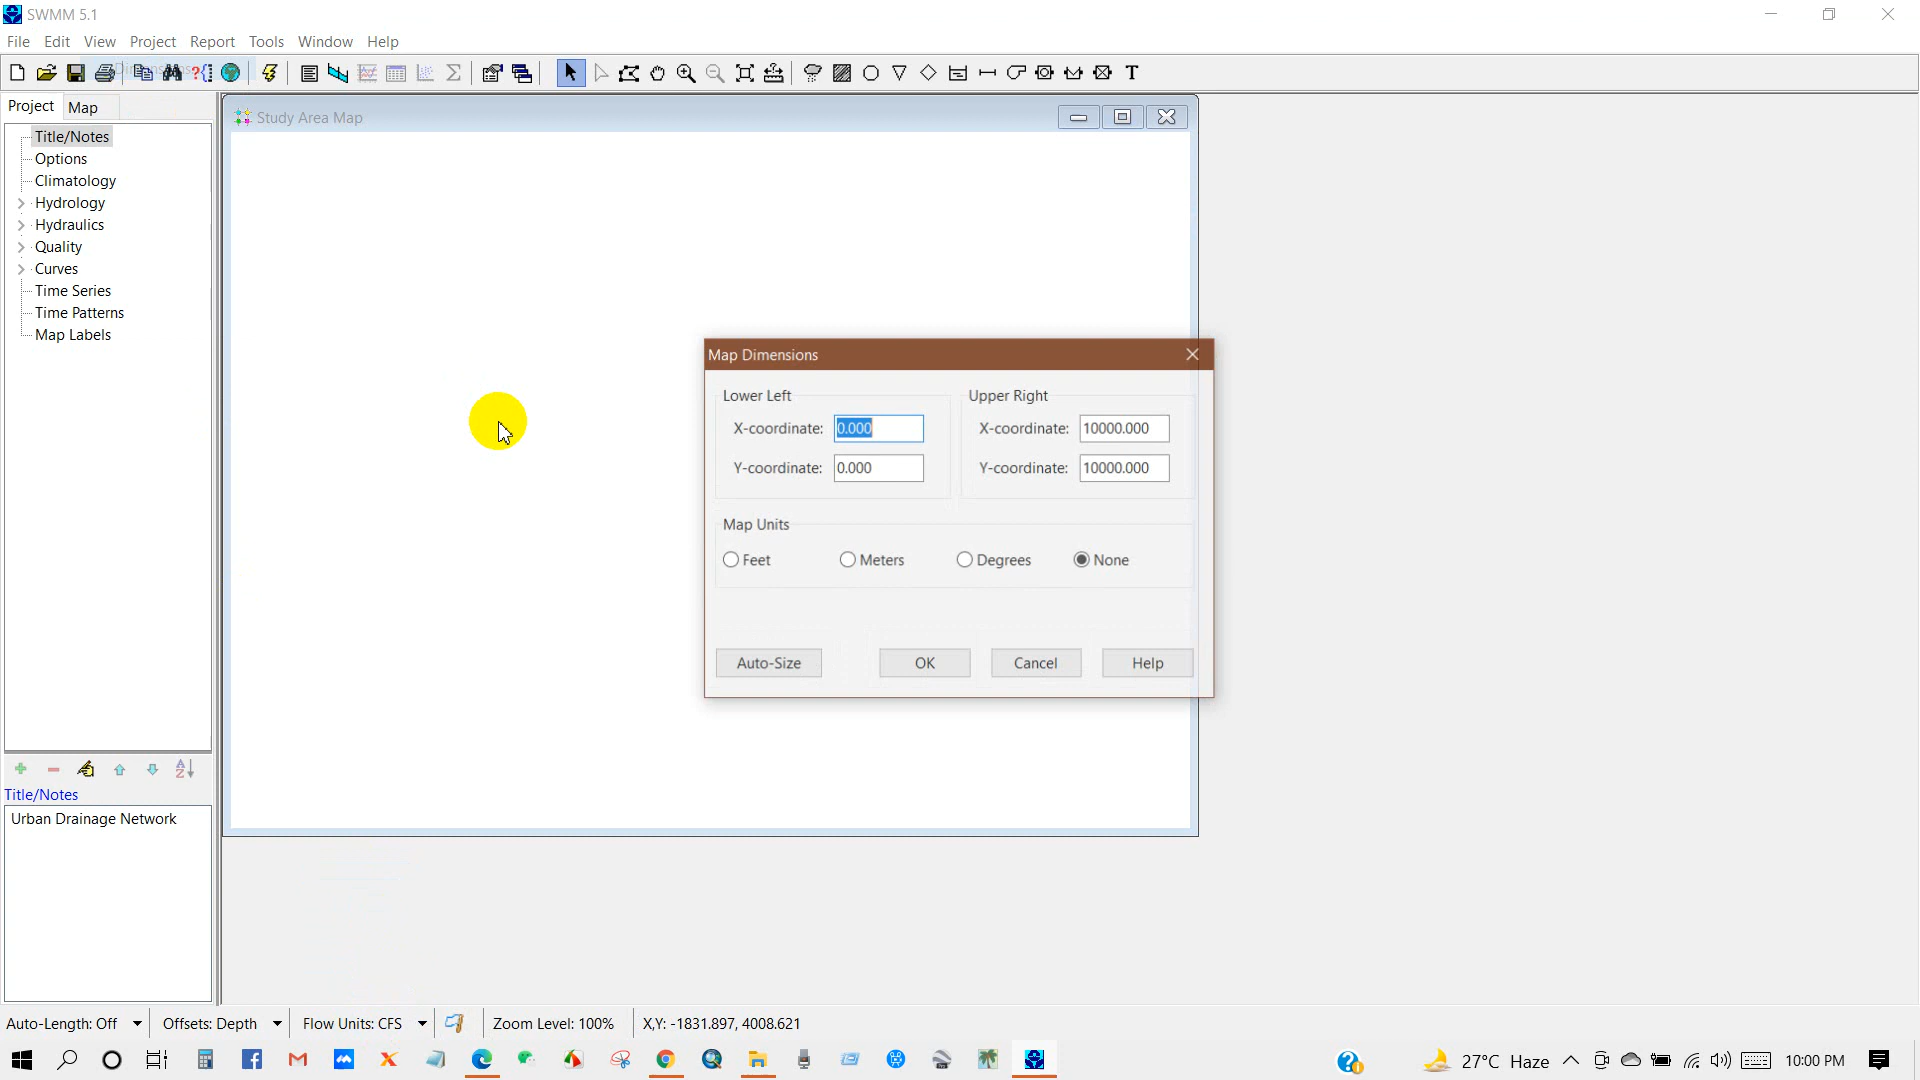 SWMM 5.1
File Edit View Project Report Tools Window Help
T
Project Map
Study Area Map
Title/Notes
Options
Climatology
Hydrology
Hydraulics
Quality
Curves
Time Series
Time Patterns
Map Labels
Map Dimensions
Lower Left Upper Right
X-coordinate: 0.000 X-coordinate: 10000.000
Y-coordinate: 0.000 Y-coordinate: 10000.000
Map Units
Feet Meters Degrees None
Auto-Size OK Cancel Help
Title/Notes
Urban Drainage Network
Auto-Length: Off Offsets: Depth Flow Units: CFS Zoom Level: 100% X,Y: -1831.897, 4008.621
27°C Haze 10:00 PM